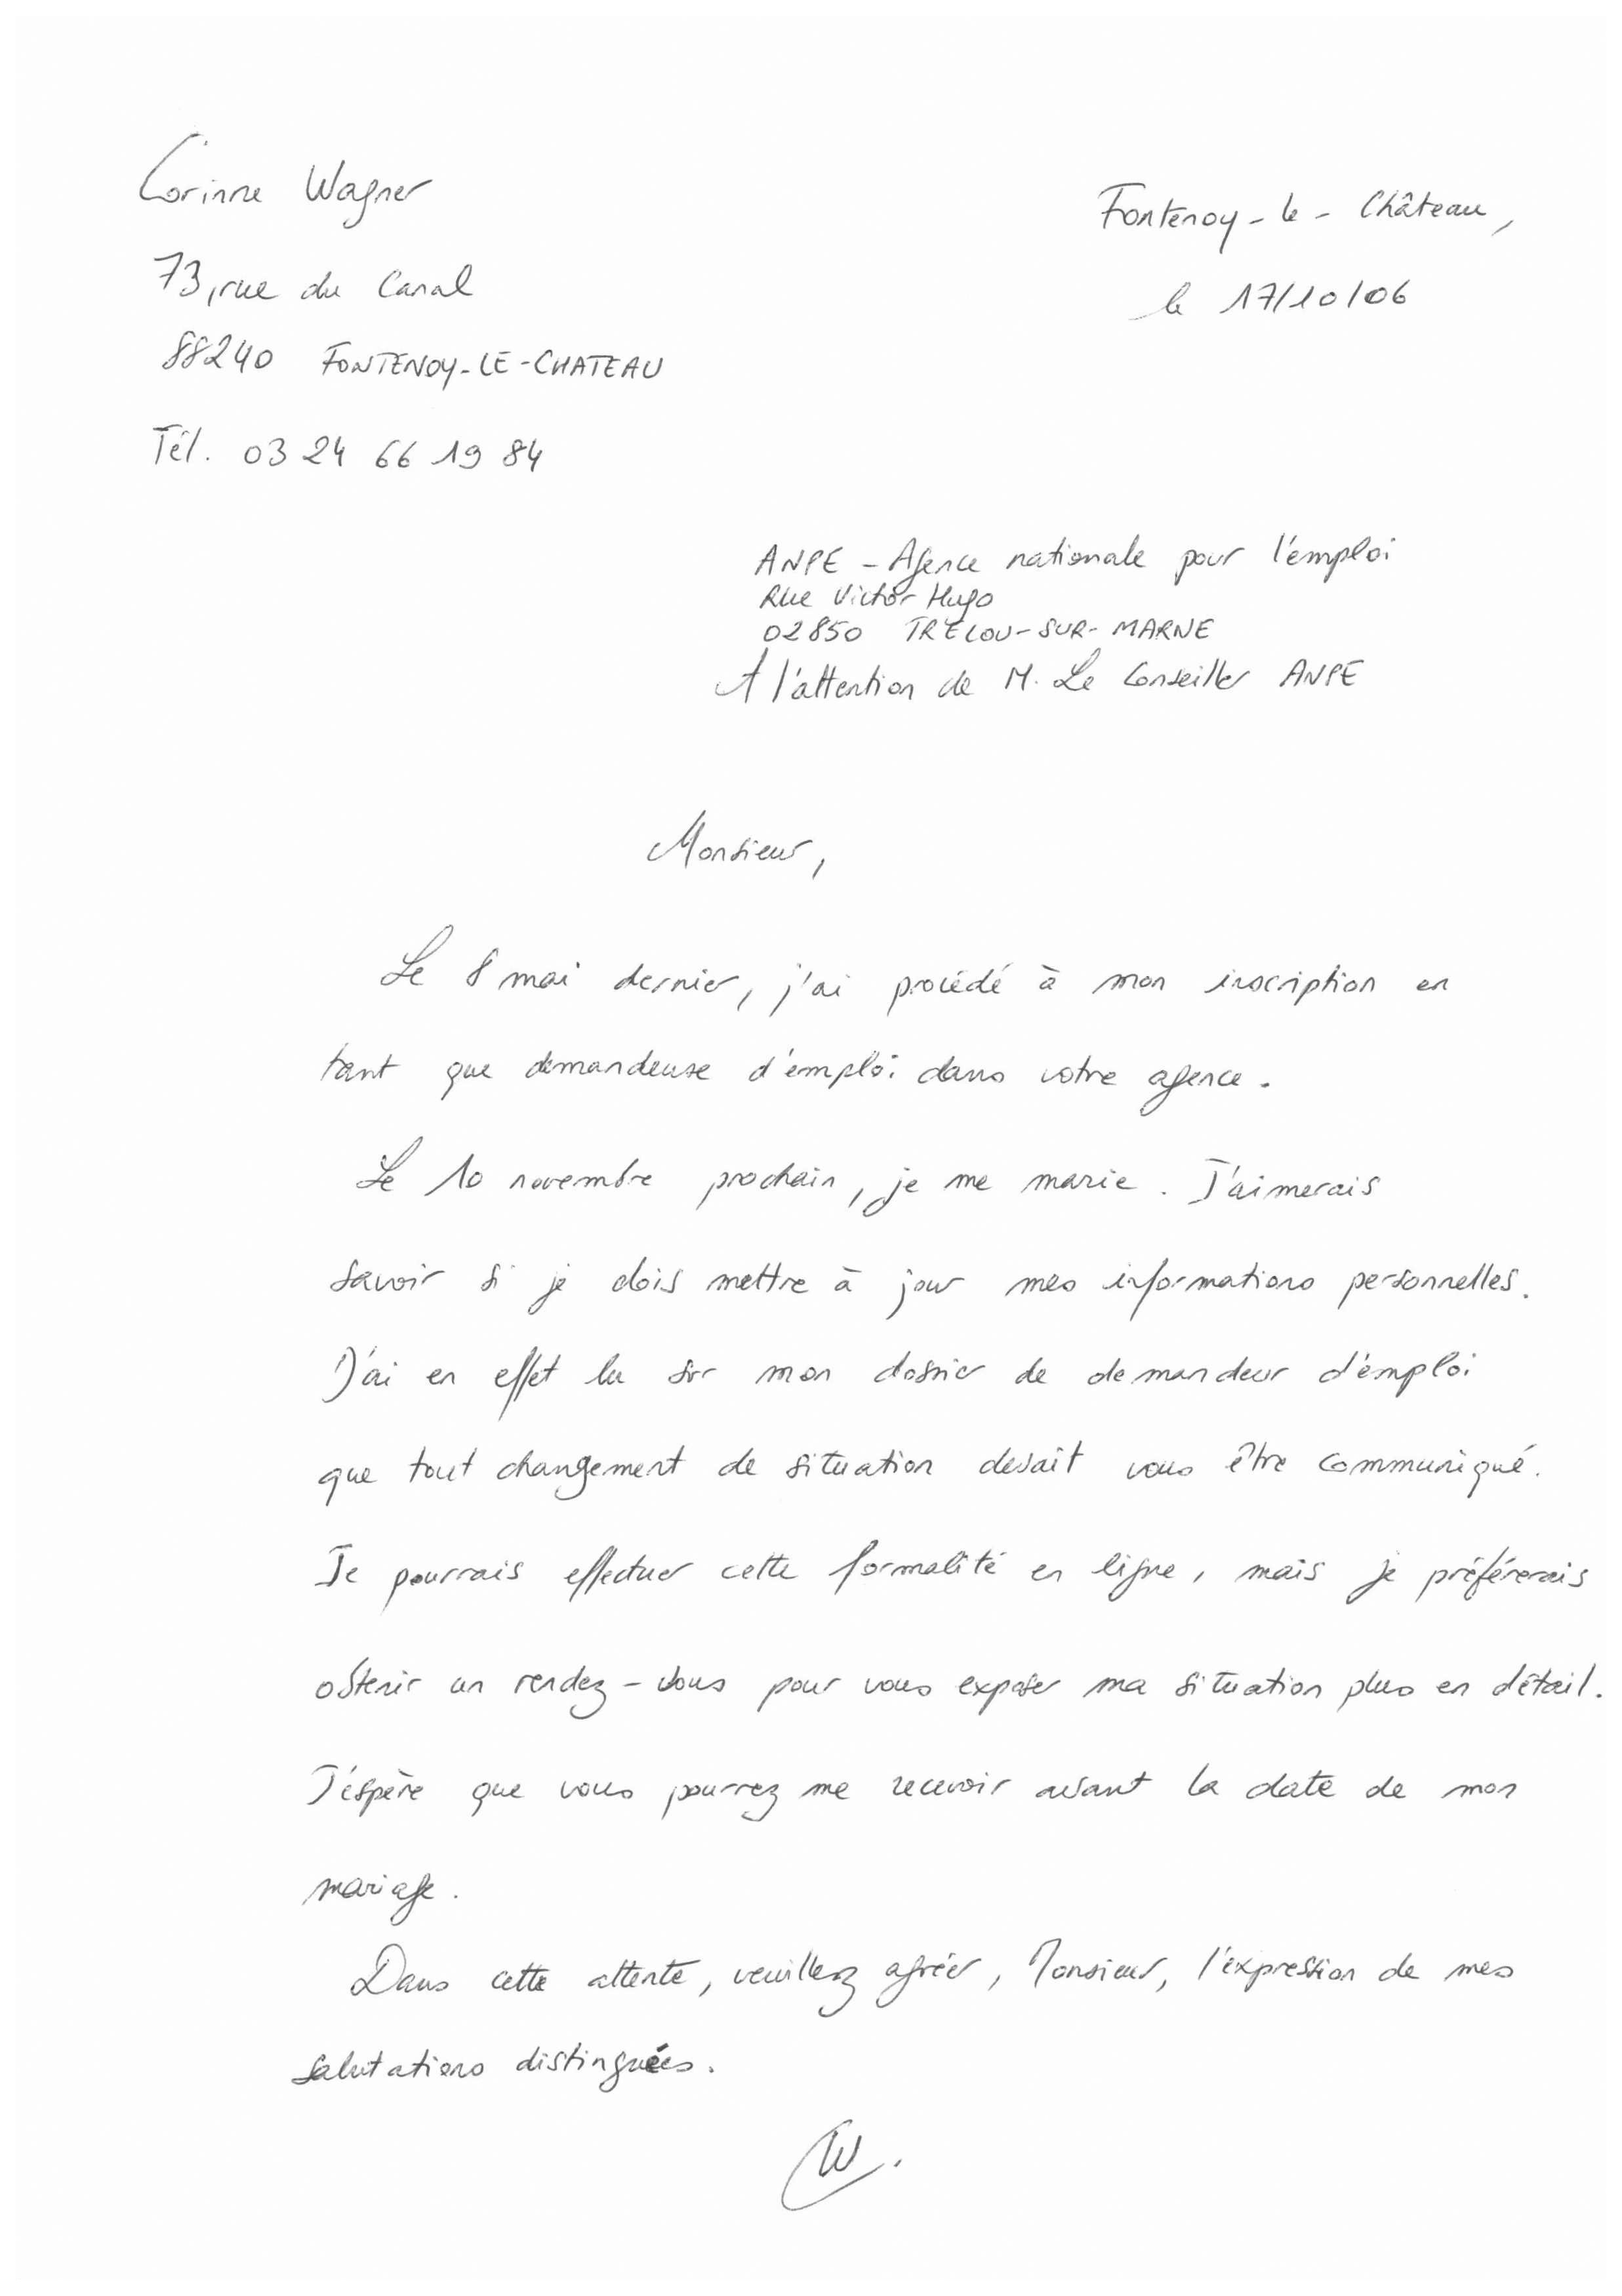 Corinne Wagner
73, rue du Canal
88240 FONTENOY-LE-CHATEAU
Tél. 03 24 66 19 84
Fontenoy-le-Château,
le 17/10/06
ANPE - Agence nationale pour l'emploi
Rue Victor Hugo
02850 TRELOU-SUR-MARNE
A l'attention de M. Le Conseiller ANPE
Monsieur,
Le 8 mai dernier, j'ai procédé à mon inscription en
tant que demandeuse d'emploi dans votre agence.
Le 10 novembre prochain, je me marie. J'aimerais
savoir si je dois mettre à jour mes informations personnelles.
J'ai en effet lu sur mon dossier de demandeur d'emploi
que tout changement de situation devait vous être communiqué.
Je pourrais effectuer cette formalité en ligne, mais je préférerais
obtenir un rendez-vous pour vous exposer ma situation plus en détail.
J'espère que vous pourrez me recevoir avant la date de mon
mariage.
Dans cette attente, veuillez agréer, Monsieur, l'expression de mes
salutations distinguées.
CW.